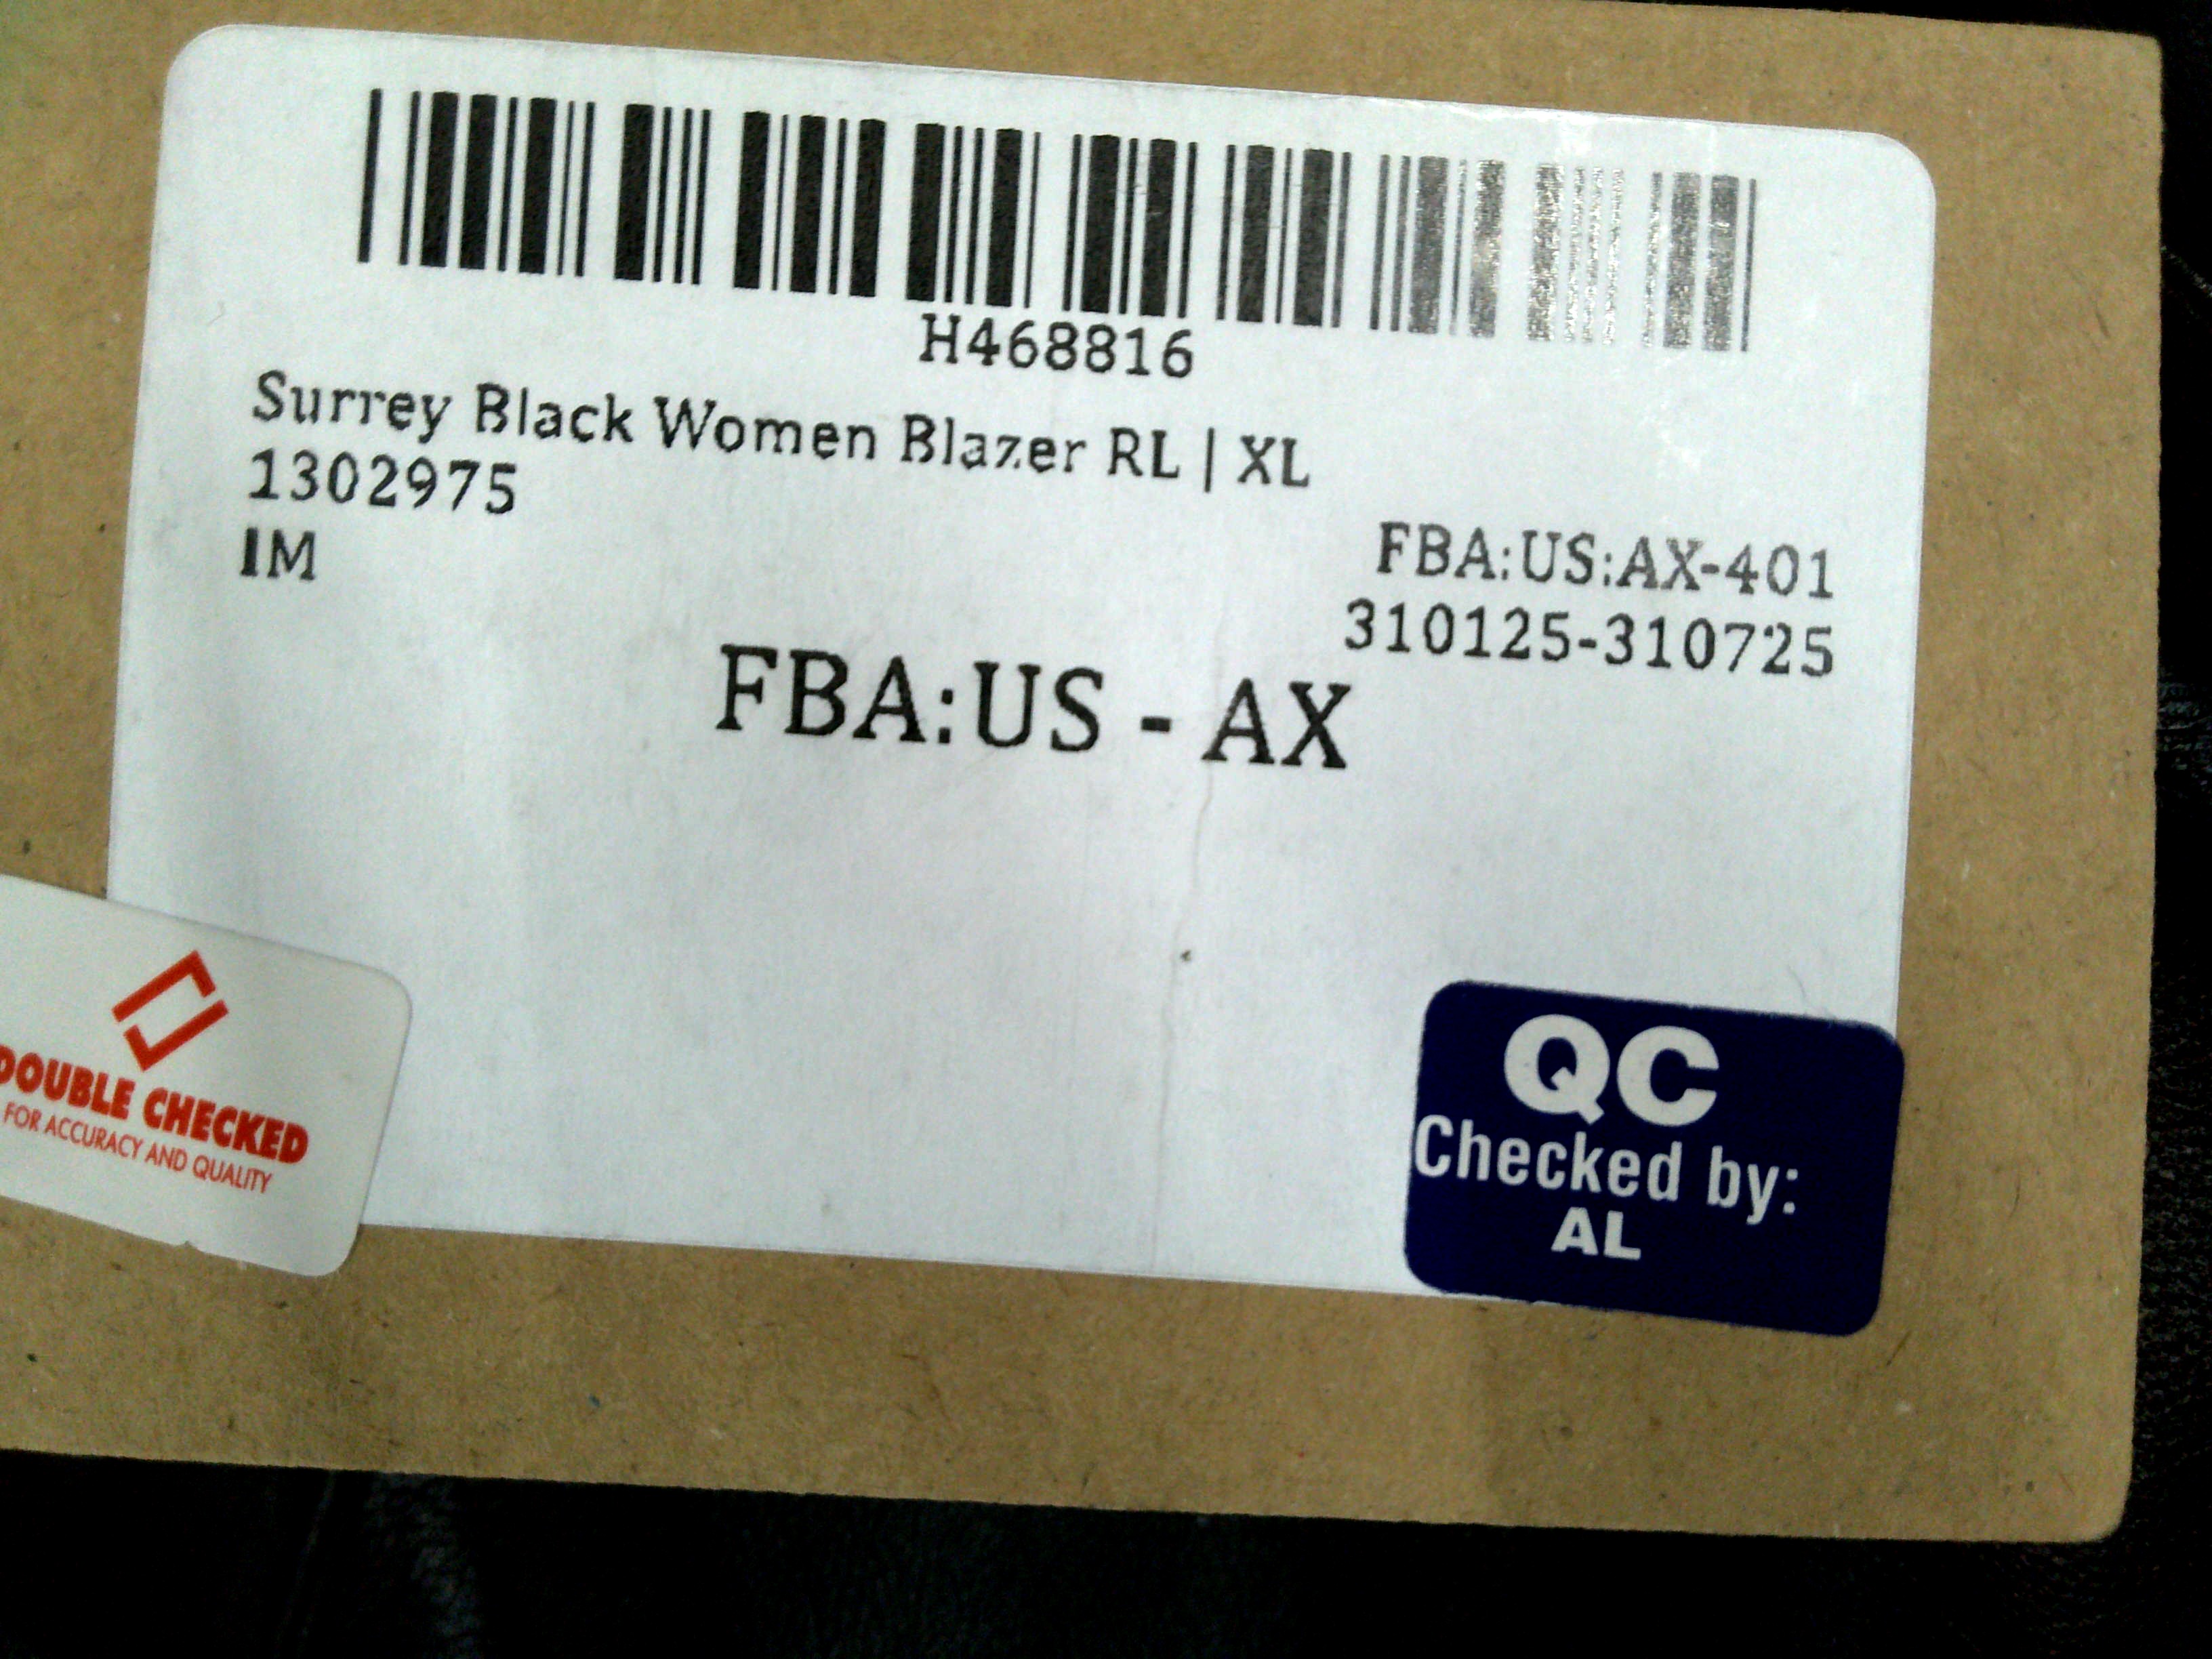 H468816
Surrey Black Women Blazer RL | XL
1302975
IM
FBA:US:AX-401
310125-310725
FBA:US - AX
DOUBLE CHECKED
FOR ACCURACY AND QUALITY
QC
Checked by:
AL